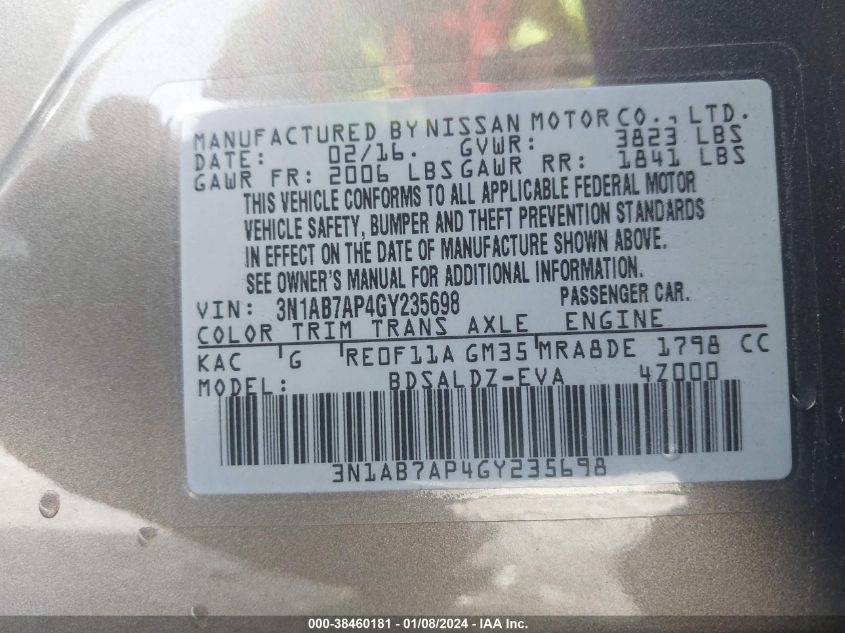 MANUFACTURED BY NISSAN MOTOR CO., LTD.
DATE: 02/16. GVWR: 3823 LBS
GAWR FR: 2006 LBS GAWR RR: 1841 LBS
THIS VEHICLE CONFORMS TO ALL APPLICABLE FEDERAL MOTOR
VEHICLE SAFETY, BUMPER AND THEFT PREVENTION STANDARDS
IN EFFECT ON THE DATE OF MANUFACTURE SHOWN ABOVE.
SEE OWNER'S MANUAL FOR ADDITIONAL INFORMATION.
VIN: 3N1AB7AP4GY235698 PASSENGER CAR.
COLOR TRIM TRANS AXLE ENGINE
KAC G RE0F11A GM35 MRA8DE 1798 CC
MODEL: BDSALDZ-EVA 4Z000
3N1AB7AP4GY235698
000-38460181 - 01/08/2024 - IAA Inc.